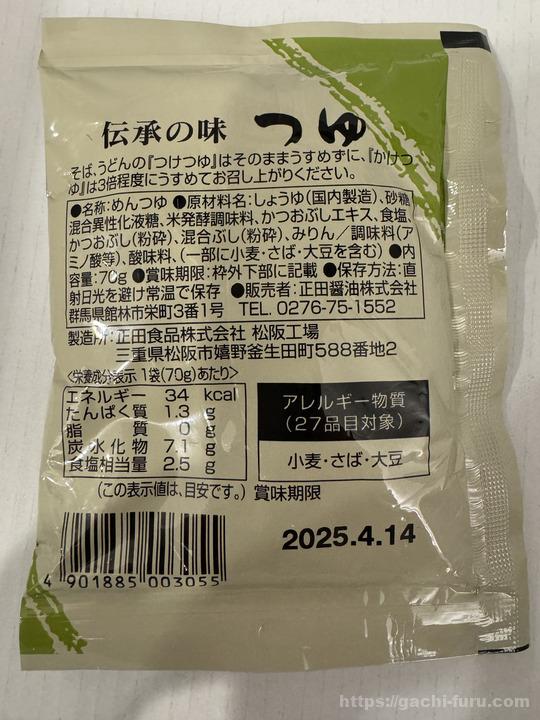 伝承の味 つゆ
そば、うどんの『つけつゆ』はそのままうすめずに、『かけつ
ゆ』は3倍程度にうすめてお召し上がりください。
●名称:めんつゆ ●原材料名:しょうゆ(国内製造)、砂糖
混合異性化液糖、米発酵調味料、かつおぶしエキス、食塩、
かつおぶし(粉砕)、混合ぶし(粉砕)、みりん／調味料(ア
ミノ酸等)、酸味料、(一部に小麦・さば・大豆を含む) ●内
容量:70g ●賞味期限:枠外下部に記載 ●保存方法:直
射日光を避け常温で保存 ●販売者:正田醤油株式会社
群馬県館林市栄町3番1号 TEL. 0276-75-1552
製造所:正田食品株式会社 松阪工場
三重県松阪市嬉野釜生田町588番地2
<栄養成分表示 1袋(70g)あたり>
エネルギー 34 kcal
たんぱく質 1.3 g
脂質 0 g
炭水化物 7.1 g
食塩相当量 2.5 g
アレルギー物質
(27品目対象)
小麦・さば・大豆
(この表示値は、目安です。) 賞味期限
2025.4.14
4 901885 003055
https://gachi-furu.com